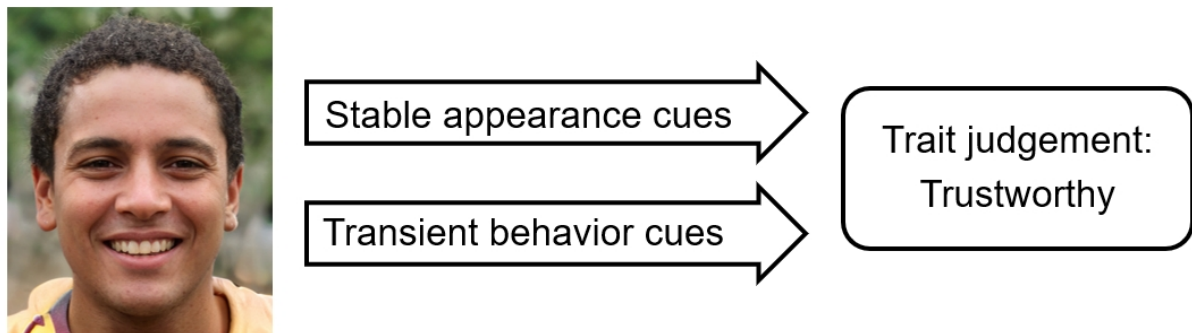 Stable appearance cues
Transient behavior cues
Trait judgement:
Trustworthy